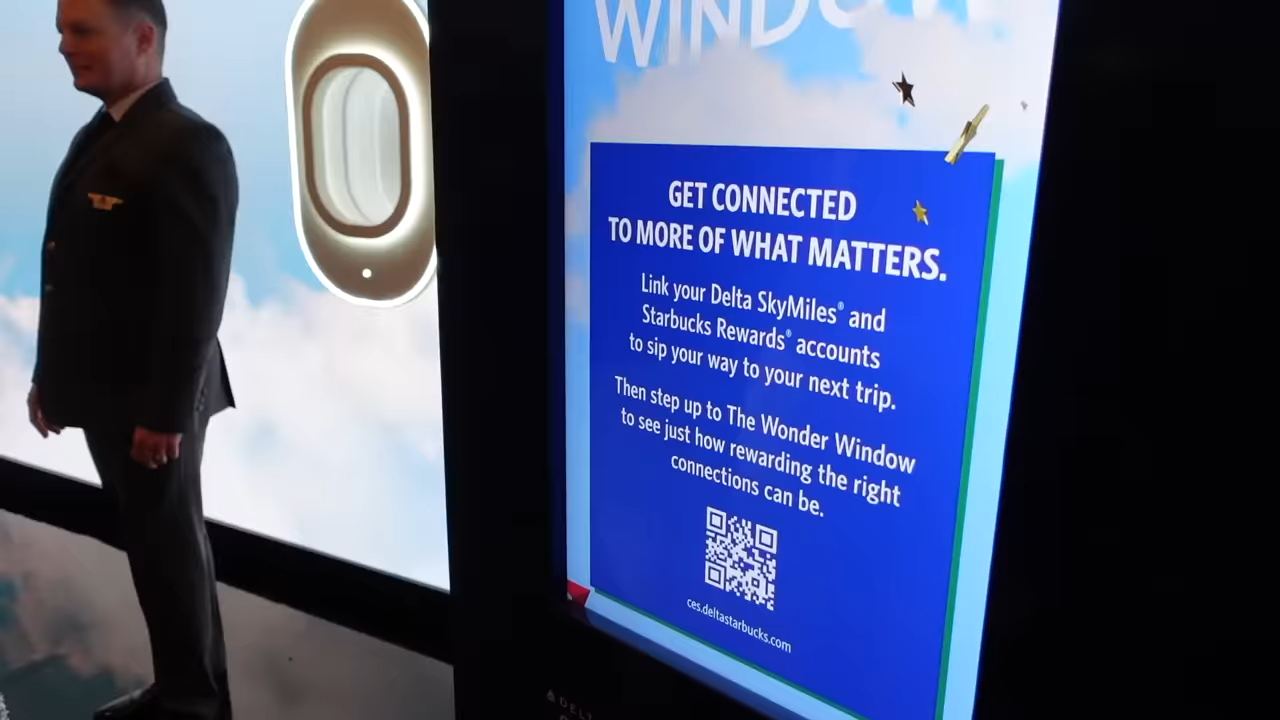 WINDOW
GET CONNECTED
TO MORE OF WHAT MATTERS.
Link your Delta SkyMiles® and
Starbucks Rewards® accounts
to sip your way to your next trip.
Then step up to The Wonder Window
to see just how rewarding the right
connections can be.
ces.deltastarbucks.com
DELTA